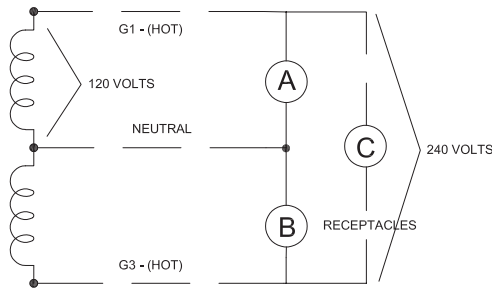 G1 - (HOT)
A
120 VOLTS
NEUTRAL
C
240 VOLTS
B
RECEPTACLES
G3 - (HOT)